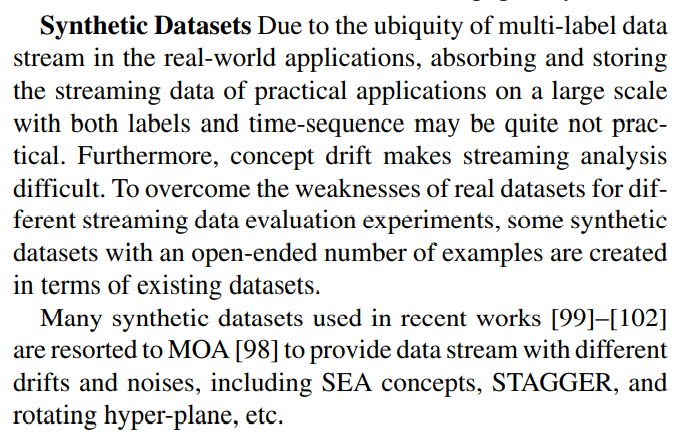 Synthetic Datasets Due to the ubiquity of multi-label data
stream in the real-world applications, absorbing and storing
the streaming data of practical applications on a large scale
with both labels and time-sequence may be quite not prac-
tical. Furthermore, concept drift makes streaming analysis
difficult. To overcome the weaknesses of real datasets for dif-
ferent streaming data evaluation experiments, some synthetic
datasets with an open-ended number of examples are created
in terms of existing datasets.
Many synthetic datasets used in recent works [99]–[102]
are resorted to MOA [98] to provide data stream with different
drifts and noises, including SEA concepts, STAGGER, and
rotating hyper-plane, etc.